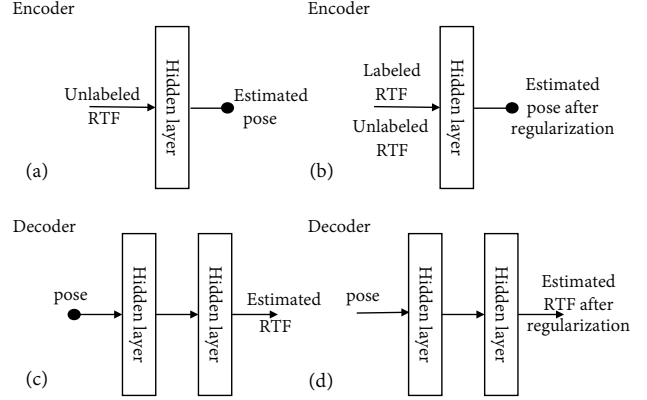 Encoder
Unlabeled
RTF
Hidden layer
Estimated
pose
(a)
Encoder
Labeled
RTF
Unlabeled
RTF
Hidden layer
Estimated
pose after
regularization
(b)
Decoder
pose
Hidden layer
Hidden layer
Estimated
RTF
(c)
Decoder
pose
Hidden layer
Hidden layer
Estimated
RTF after
regularization
(d)